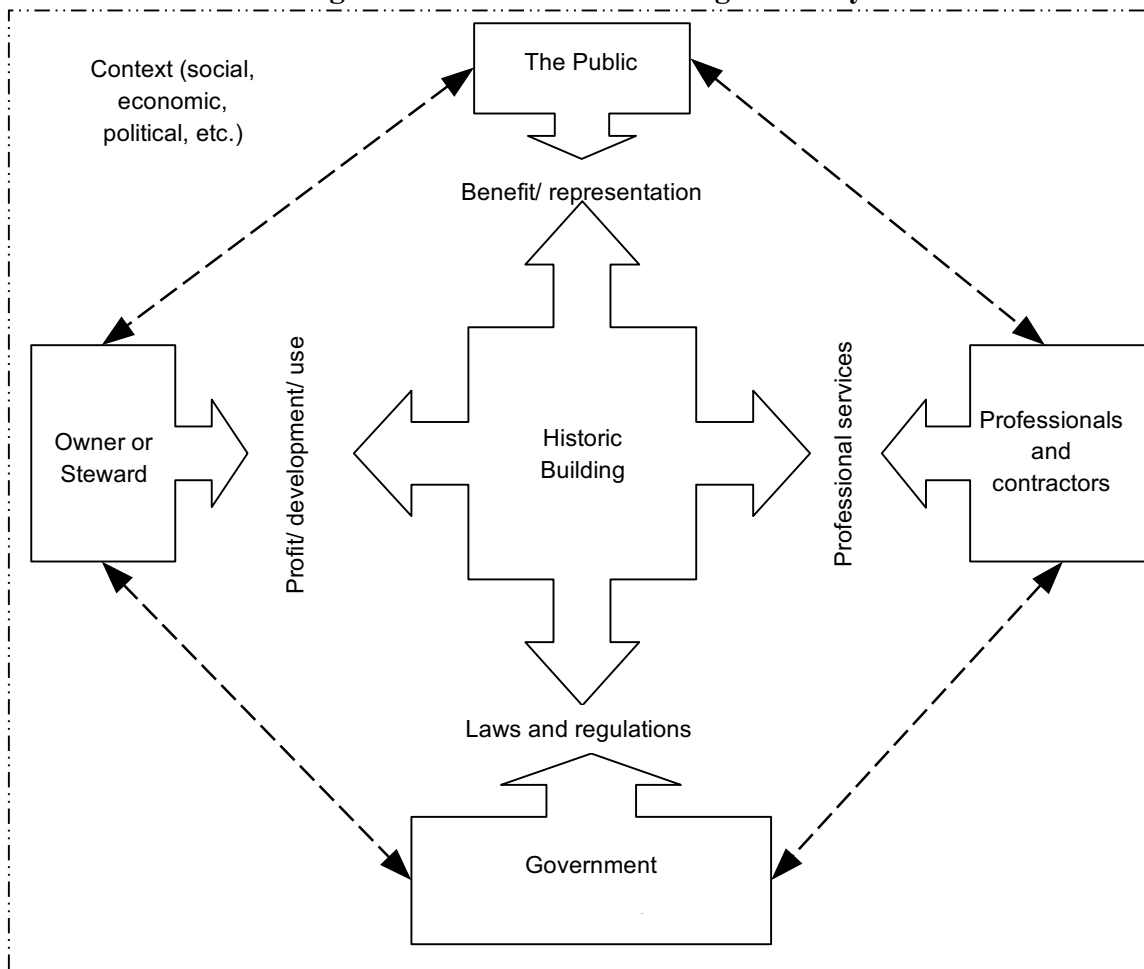 The Public
Context (social,
economic,
political, etc.)
Benefit/ representation
Profit/ development/ use
Professional services
Owner or
Steward
Historic
Building
Professionals
and
contractors
Laws and regulations
Government